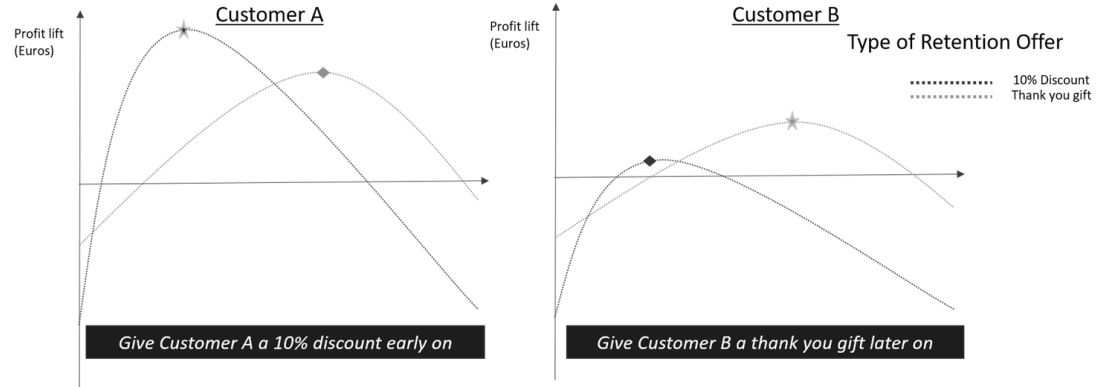 Customer A
Profit lift
(Euros)
Give Customer A a 10% discount early on
Customer B
Profit lift
(Euros)
Type of Retention Offer
10% Discount
Thank you gift
Give Customer B a thank you gift later on